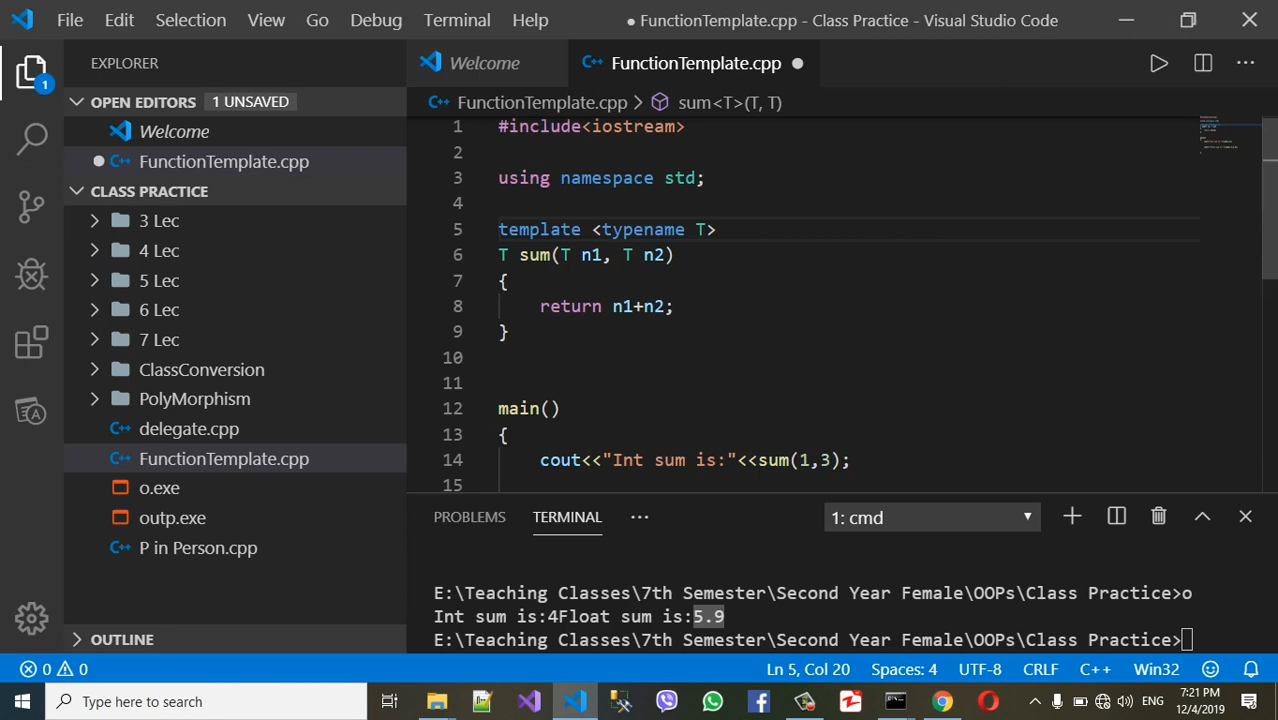 File Edit Selection View Go Debug Terminal Help ● FunctionTemplate.cpp - Class Practice - Visual Studio Code
1
EXPLORER
OPEN EDITORS 1 UNSAVED
Welcome
FunctionTemplate.cpp
CLASS PRACTICE
3 Lec
4 Lec
5 Lec
6 Lec
7 Lec
ClassConversion
PolyMorphism
delegate.cpp
FunctionTemplate.cpp
o.exe
outp.exe
P in Person.cpp
OUTLINE
Welcome FunctionTemplate.cpp
FunctionTemplate.cpp > sum<T>(T, T)
1 #include<iostream>
2
3 using namespace std;
4
5 template <typename T>
6 T sum(T n1, T n2)
7 {
8 return n1+n2;
9 }
10
11
12 main()
13 {
14 cout<<"Int sum is:"<<sum(1,3);
15
PROBLEMS TERMINAL ··· 1: cmd
E:\Teaching Classes\7th Semester\Second Year Female\OOPs\Class Practice>o
Int sum is:4Float sum is:5.9
E:\Teaching Classes\7th Semester\Second Year Female\OOPs\Class Practice>
0 0 Ln 5, Col 20 Spaces: 4 UTF-8 CRLF C++ Win32
Type here to search ENG 7:21 PM
12/4/2019